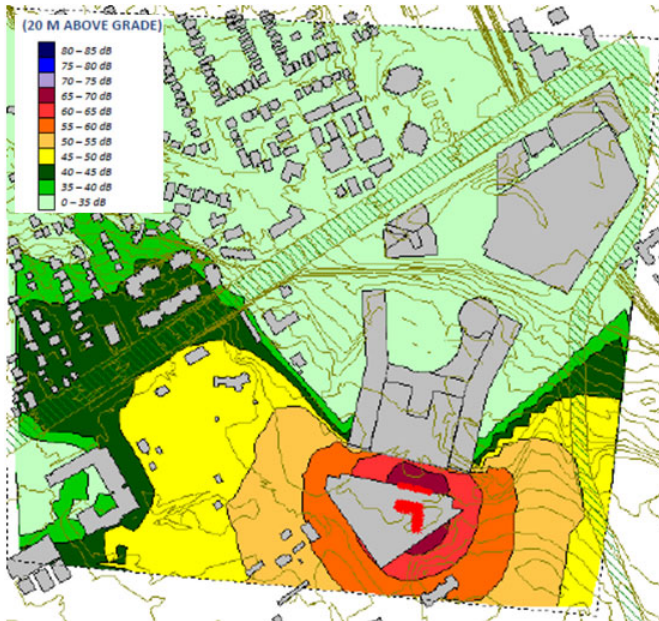 (20 M ABOVE GRADE)
80 – 85 dB
75 – 80 dB
70 – 75 dB
65 – 70 dB
60 – 65 dB
55 – 60 dB
50 – 55 dB
45 – 50 dB
40 – 45 dB
35 – 40 dB
0 – 35 dB